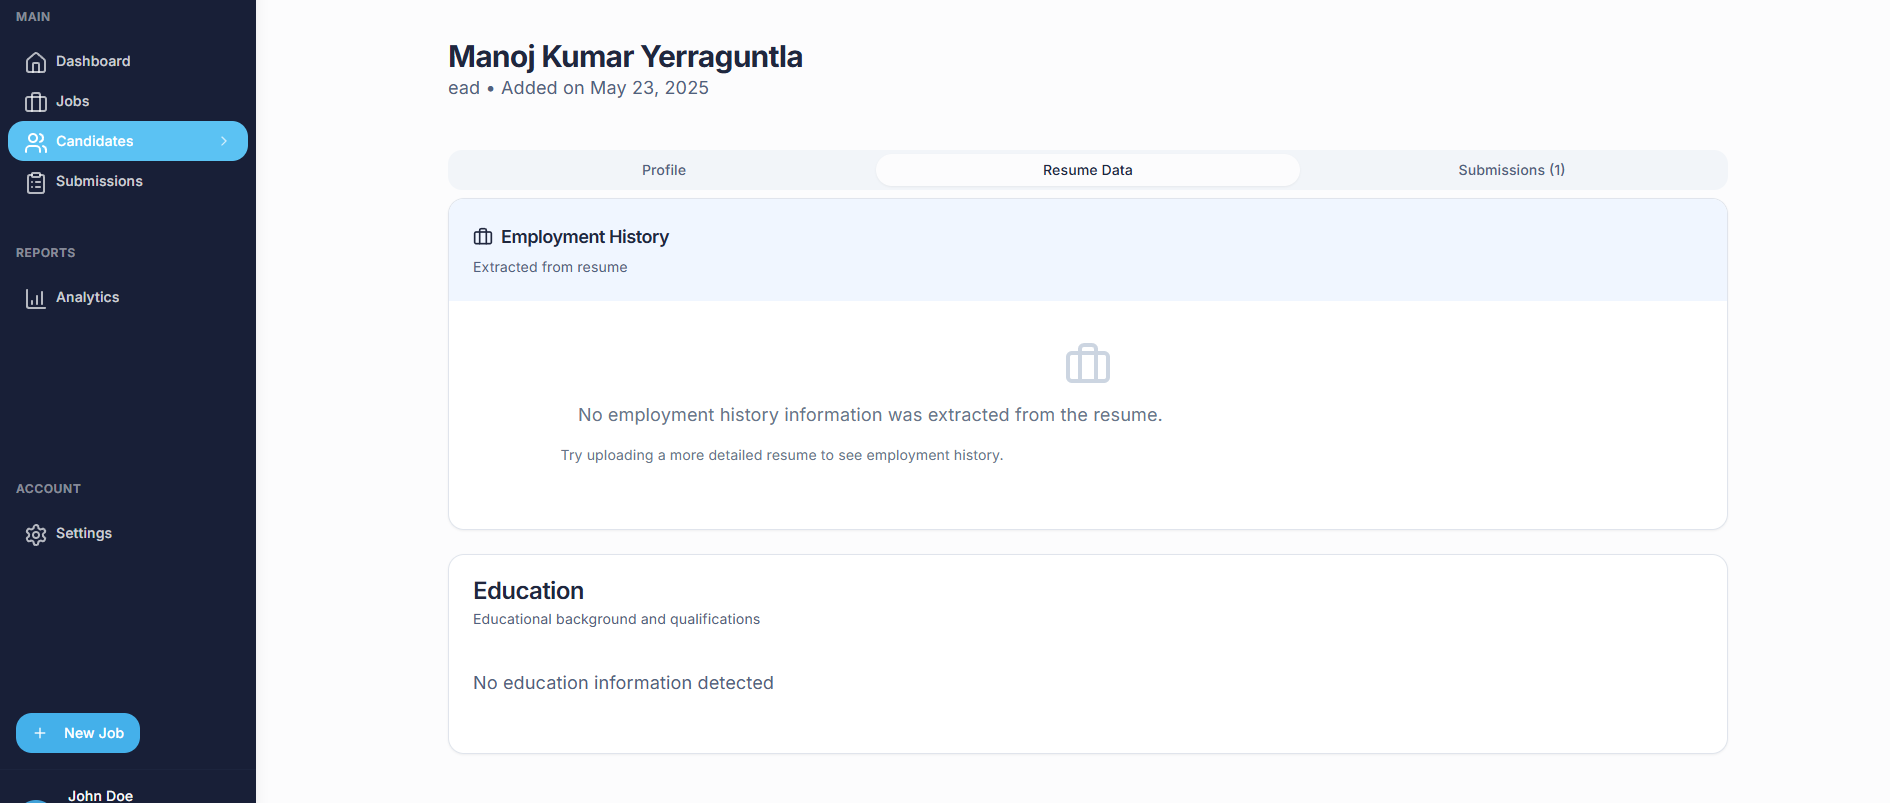 MAIN
Dashboard
Jobs
Candidates
Submissions
REPORTS
Analytics
ACCOUNT
Settings
New Job
John Doe
Manoj Kumar Yerraguntla
ead • Added on May 23, 2025
Profile
Resume Data
Submissions (1)
Employment History
Extracted from resume
No employment history information was extracted from the resume.
Try uploading a more detailed resume to see employment history.
Education
Educational background and qualifications
No education information detected